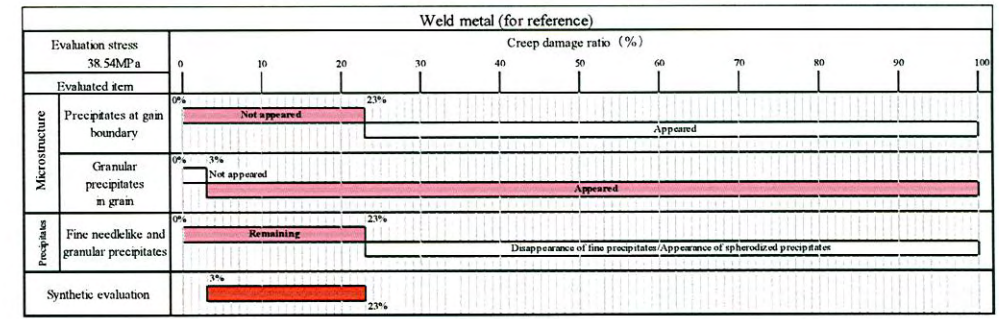 Weld metal (for reference)
Evaluation stress
38.54MPa
Creep damage ratio (%)
0 10 20 30 40 50 60 70 80 90 100
Evaluated item
Microstructure
Precipitates at gain
boundary
0% 23%
Not appeared
Appeared
Granular
precipitates
in grain
0% 3%
Not appeared
Appeared
Precipitates
Fine needlelike and
granular precipitates
0% 23%
Remaining
Disappearance of fine precipitates/Appearance of spherodized precipitates
Synthetic evaluation
3%
23%